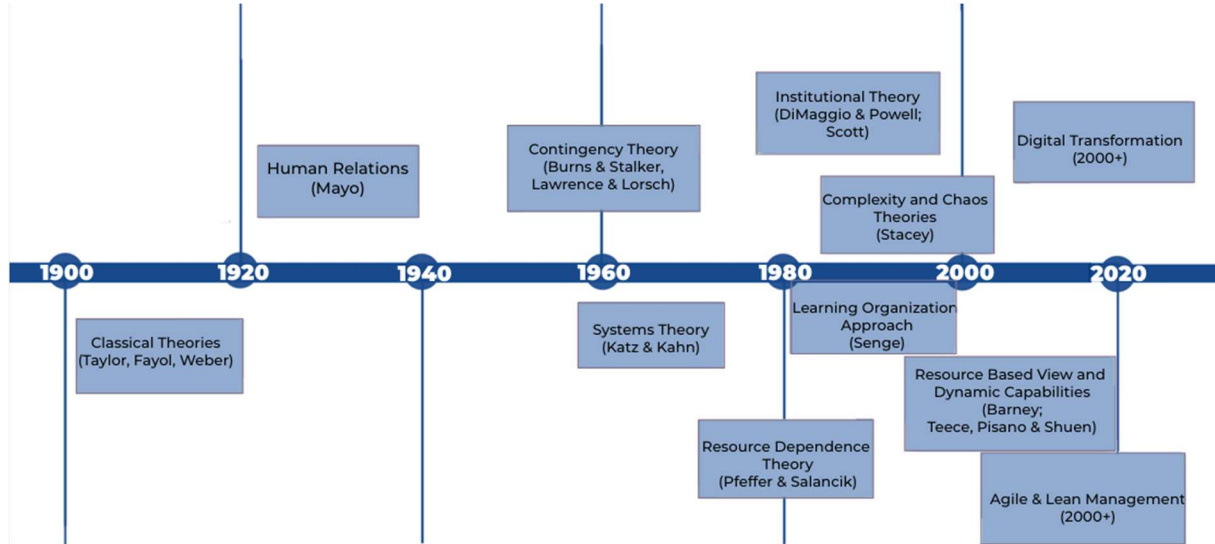 Institutional Theory
(DiMaggio & Powell;
Scott)
Digital Transformation
(2000+)
Contingency Theory
(Burns & Stalker,
Lawrence & Lorsch)
Human Relations
(Mayo)
Complexity and Chaos
Theories
(Stacey)
1900 1920 1940 1960 1980 2000 2020
Classical Theories
(Taylor, Fayol, Weber)
Systems Theory
(Katz & Kahn)
Learning Organization
Approach
(Senge)
Resource Based View and
Dynamic Capabilities
(Barney;
Teece, Pisano & Shuen)
Resource Dependence
Theory
(Pfeffer & Salancik)
Agile & Lean Management
(2000+)